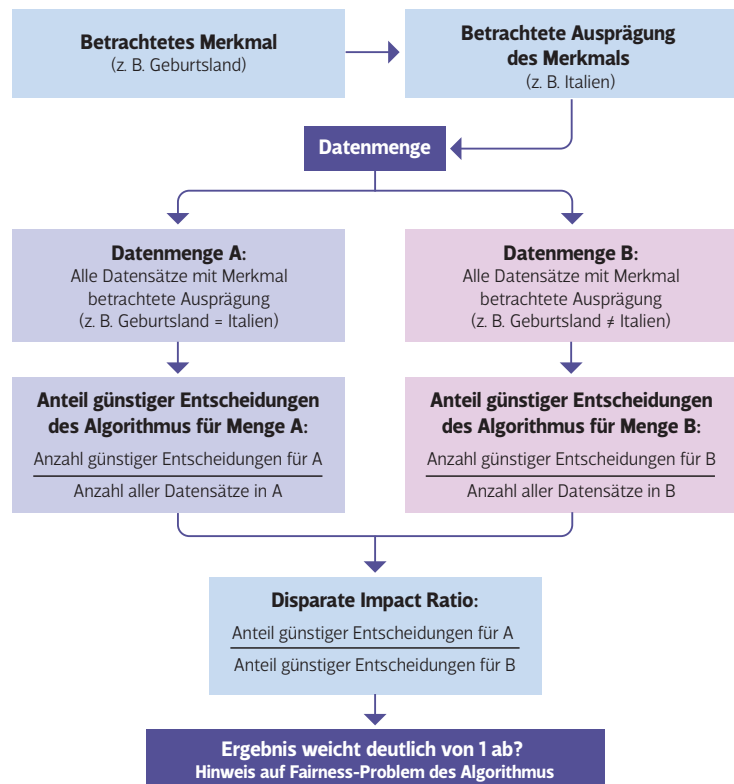 Betrachtetes Merkmal
(z. B. Geburtsland)
Betrachtete Ausprägung
des Merkmals
(z. B. Italien)
Datenmenge
Datenmenge A:
Alle Datensätze mit Merkmal
betrachtete Ausprägung
(z. B. Geburtsland = Italien)
Datenmenge B:
Alle Datensätze mit Merkmal
betrachtete Ausprägung
(z. B. Geburtsland ≠ Italien)
Anteil günstiger Entscheidungen
des Algorithmus für Menge A:
Anzahl günstiger Entscheidungen für A
Anzahl aller Datensätze in A
Anteil günstiger Entscheidungen
des Algorithmus für Menge B:
Anzahl günstiger Entscheidungen für B
Anzahl aller Datensätze in B
Disparate Impact Ratio:
Anteil günstiger Entscheidungen für A
Anteil günstiger Entscheidungen für B
Ergebnis weicht deutlich von 1 ab?
Hinweis auf Fairness-Problem des Algorithmus